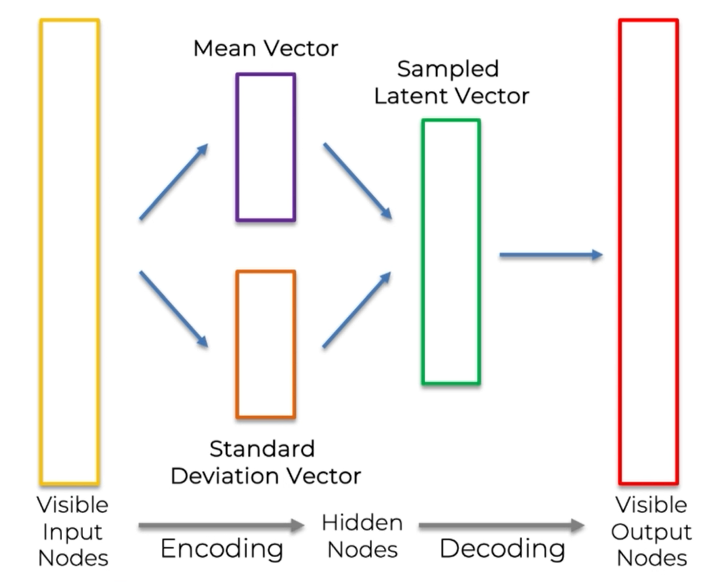 Mean Vector
Sampled
Latent Vector
Standard
Deviation Vector
Visible
Input
Nodes
Encoding
Hidden
Nodes
Decoding
Visible
Output
Nodes